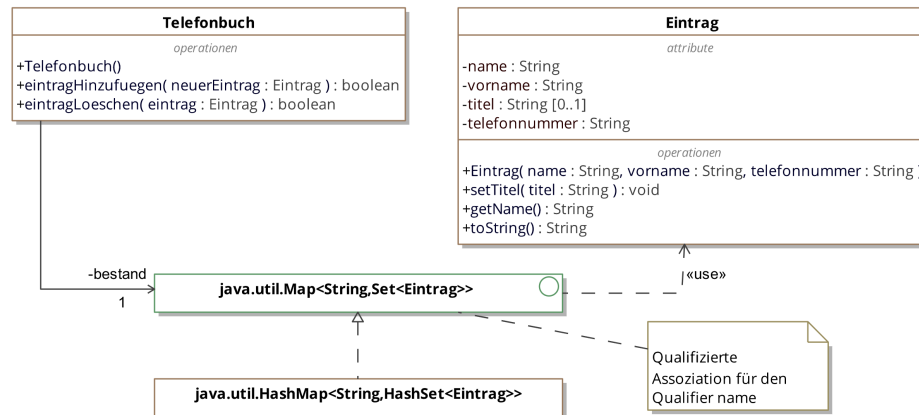 Telefonbuch
operationen
+Telefonbuch()
+eintragHinzufuegen( neuerEintrag : Eintrag ) : boolean
+eintragLoeschen( eintrag : Eintrag ) : boolean
Eintrag
attribute
-name : String
-vorname : String
-titel : String [0..1]
-telefonnummer : String
operationen
+Eintrag( name : String, vorname : String, telefonnummer : String )
+setTitel( titel : String ) : void
+getName() : String
+toString() : String
-bestand
1
java.util.Map<String,Set<Eintrag>>
«use»
Qualifizierte
Assoziation für den
Qualifier name
java.util.HashMap<String,HashSet<Eintrag>>